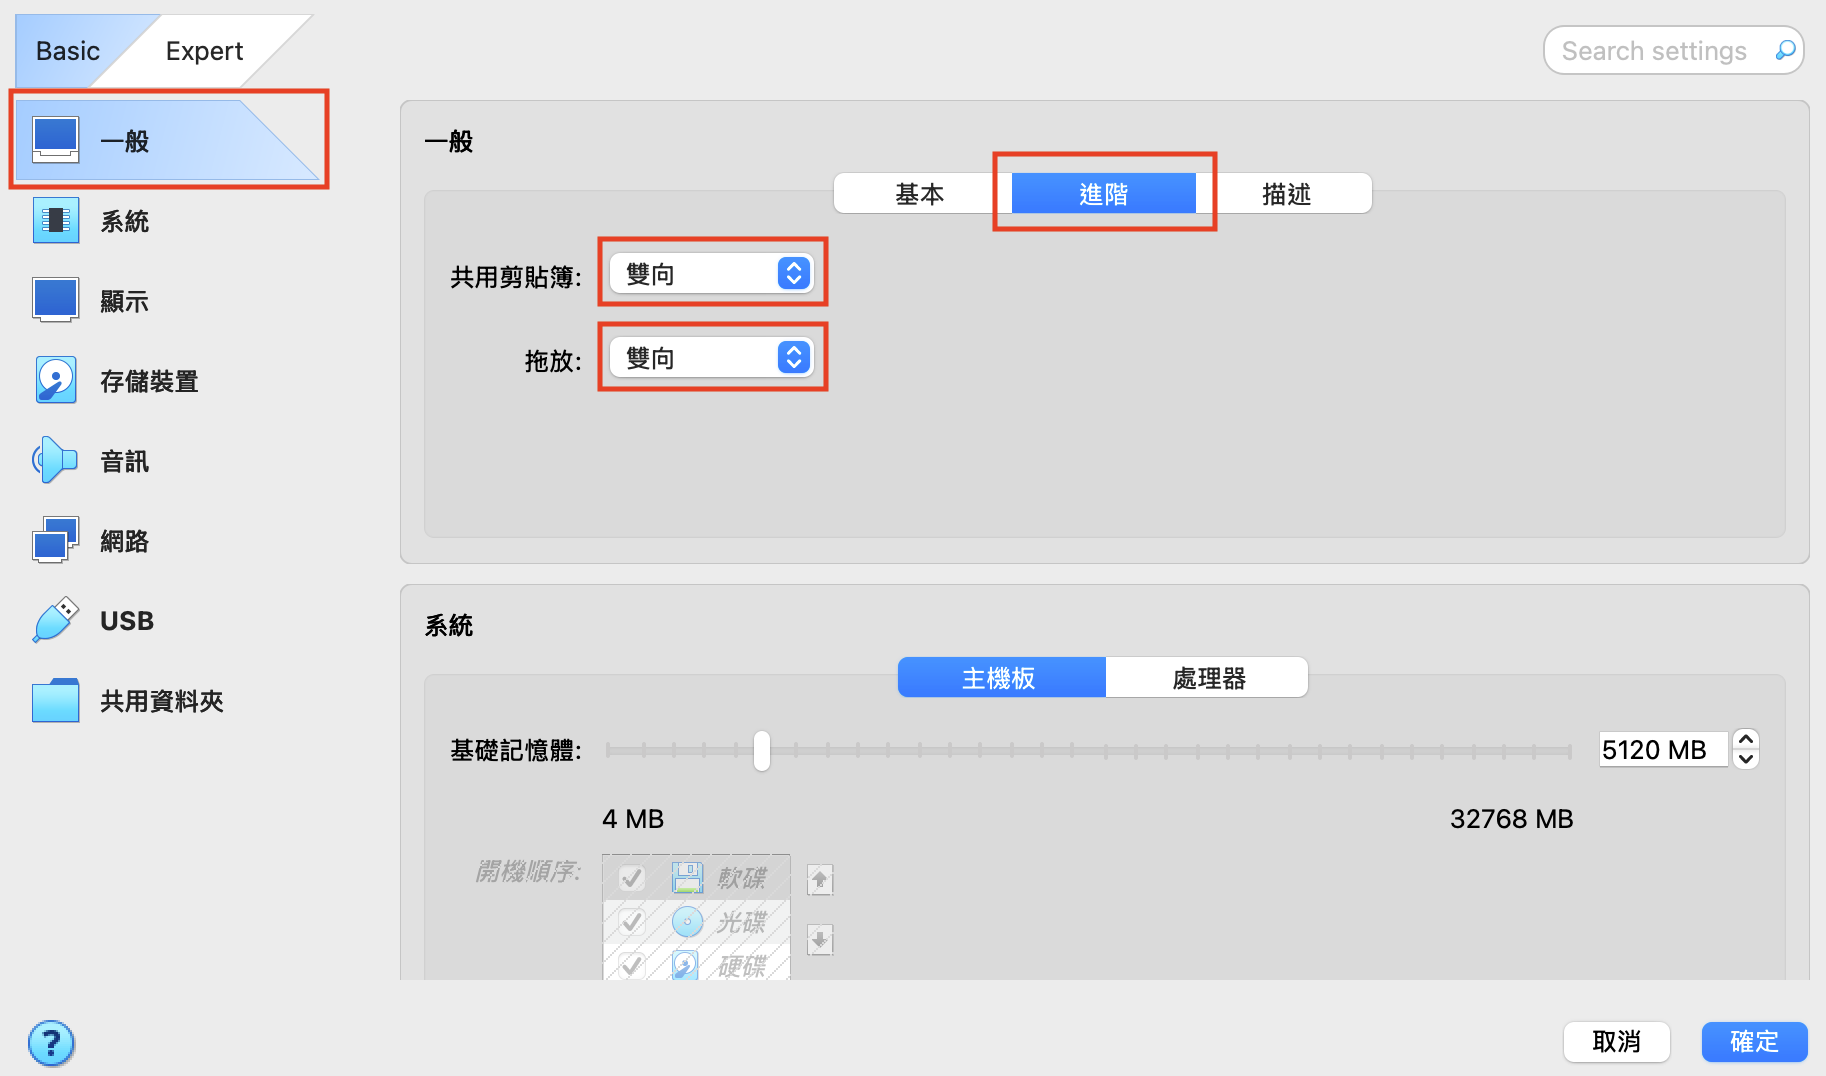 Basic
Expert
Search settings
一般
系統
顯示
存儲裝置
音訊
網路
USB
共用資料夾
一般
基本
進階
描述
共用剪貼簿:
雙向
拖放:
雙向
系統
主機板
處理器
基礎記憶體:
5120 MB
4 MB
32768 MB
開機順序:
軟碟
光碟
硬碟
?
取消
確定